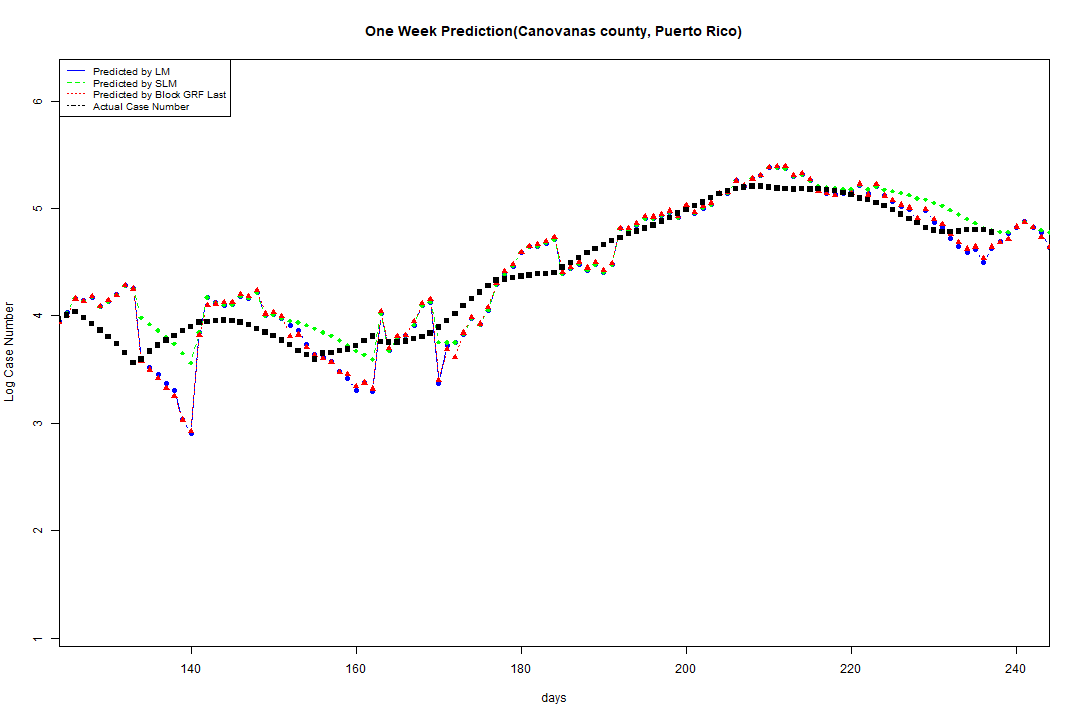 One Week Prediction(Canovanas county, Puerto Rico)
Predicted by LM
Predicted by SLM
Predicted by Block GRF Last
Actual Case Number
6
5
4
3
2
1
Log Case Number
140 160 180 200 220 240
days